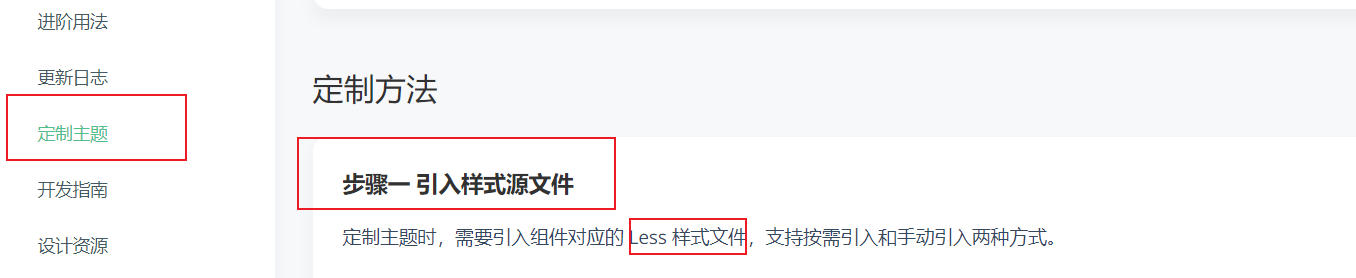 进阶用法
更新日志
定制主题
开发指南
设计资源
定制方法
步骤一 引入样式源文件
定制主题时，需要引入组件对应的 Less 样式文件，支持按需引入和手动引入两种方式。